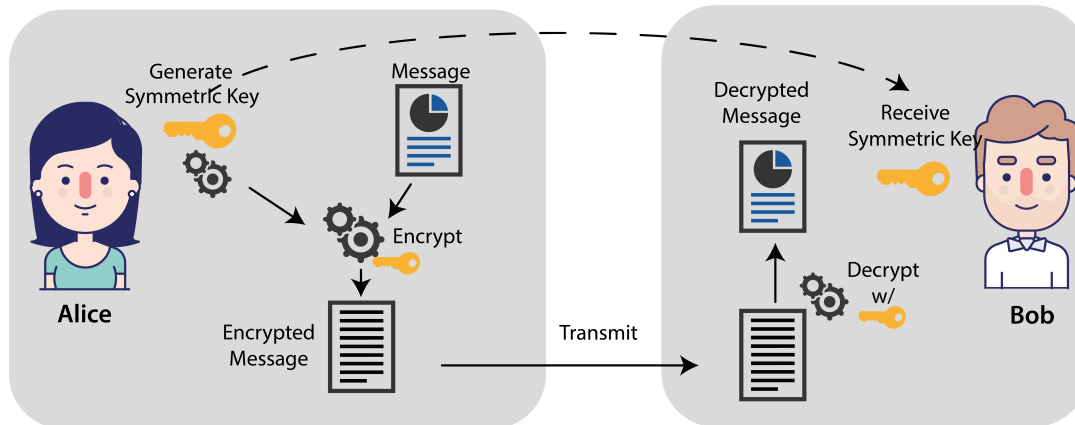 Generate
Symmetric Key
Message
Encrypt
Encrypted
Message
Alice
Transmit
Decrypted
Message
Receive
Symmetric Key
Decrypt
w/
Bob